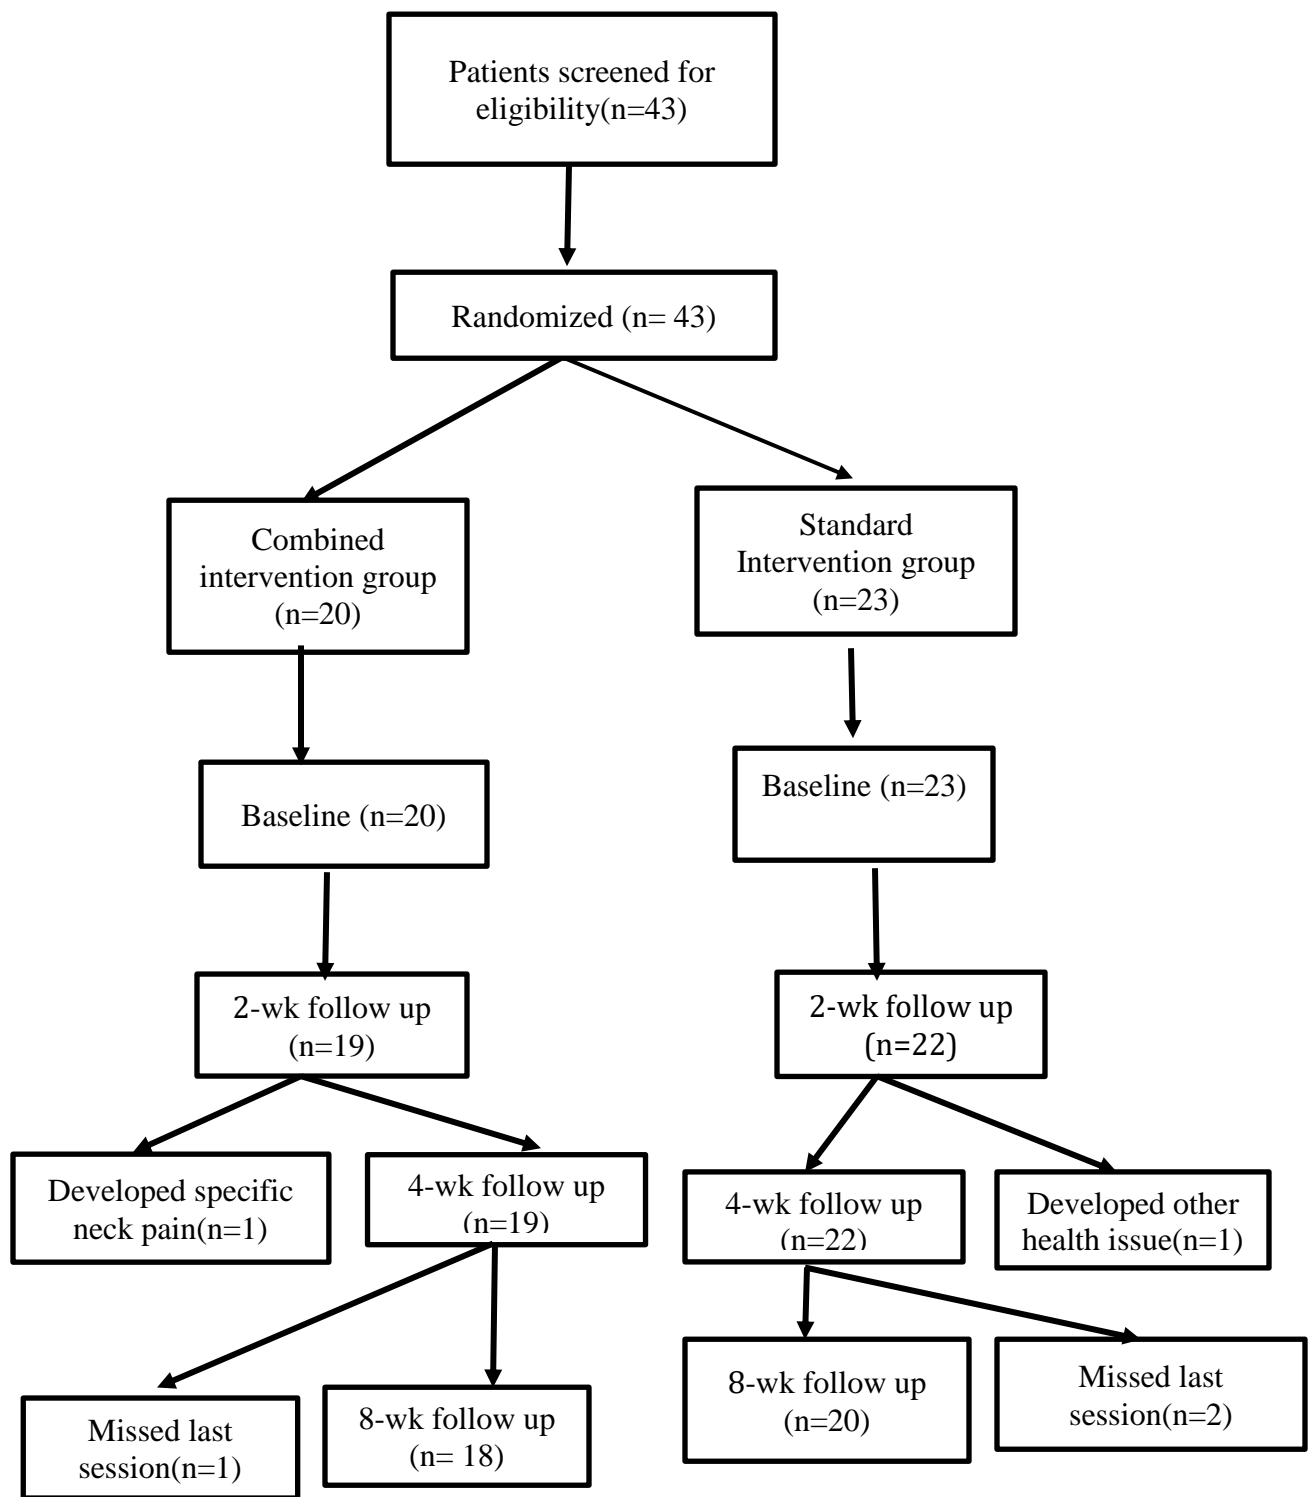 Patients screened for
eligibility(n=43)
Randomized (n= 43)
Combined
intervention group
(n=20)
Standard
Intervention group
(n=23)
Baseline (n=20)
Baseline (n=23)
2-wk follow up
(n=19)
2-wk follow up
(n=22)
Developed specific
neck pain(n=1)
4-wk follow up
(n=19)
4-wk follow up
(n=22)
Developed other
health issue(n=1)
Missed last
session(n=1)
8-wk follow up
(n= 18)
8-wk follow up
(n=20)
Missed last
session(n=2)